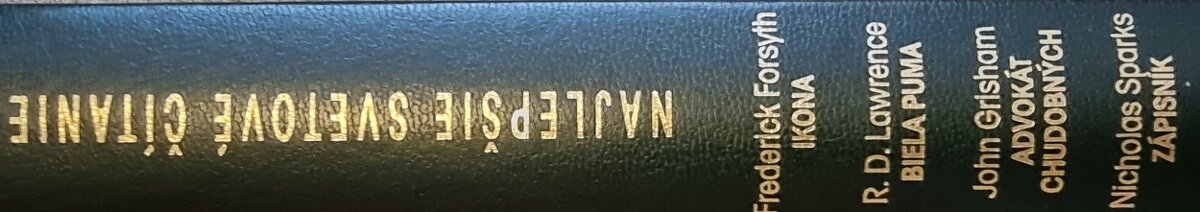 NAJLEPŠIE SVETOVÉ ČÍTANIE
Frederick Forsyth
IKONA
R. D. Lawrence
BIELA PUMA
John Grisham
ADVOKÁT
CHUDOBNÝCH
Nicholas Sparks
ZÁPISNÍK